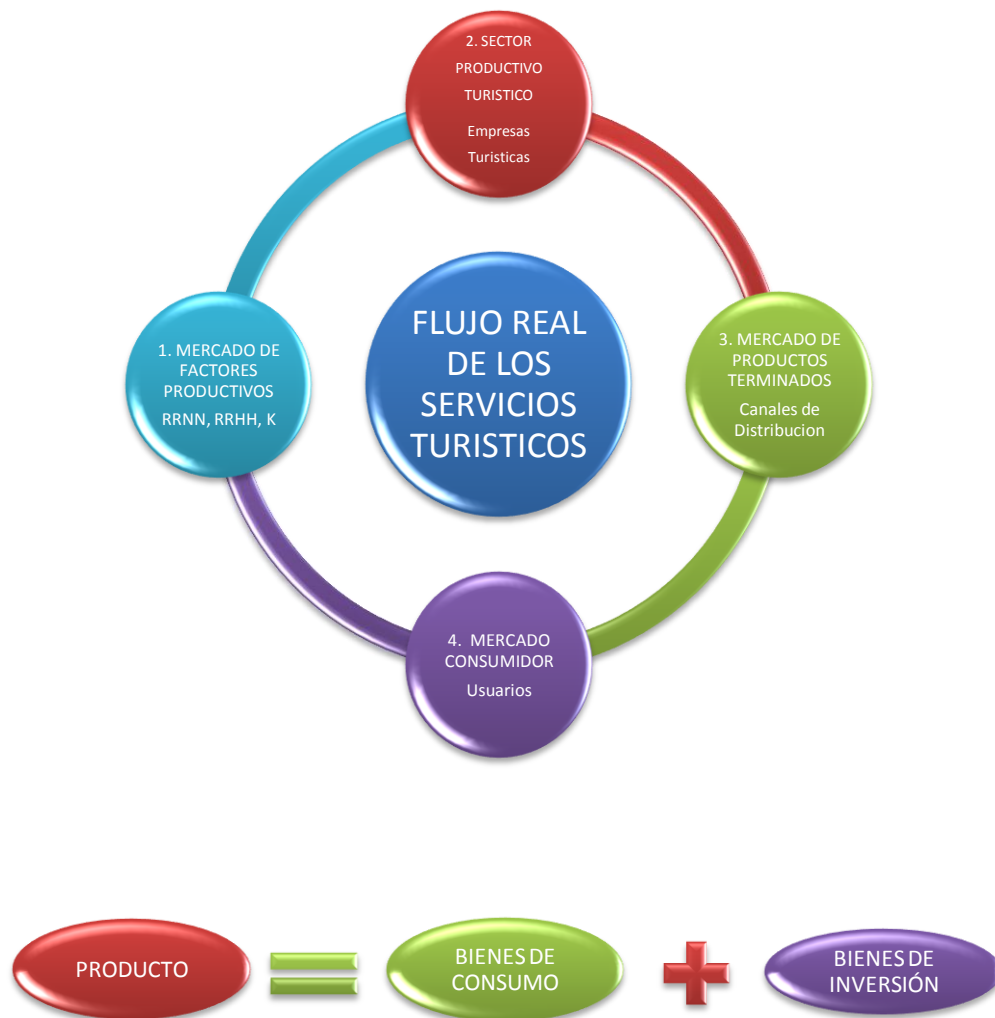 2. SECTOR
PRODUCTIVO
TURISTICO
Empresas
Turisticas
1. MERCADO DE
FACTORES
PRODUCTIVOS
RRNN, RRHH, K
FLUJO REAL
DE LOS
SERVICIOS
TURISTICOS
3. MERCADO DE
PRODUCTOS
TERMINADOS
Canales de
Distribucion
4. MERCADO
CONSUMIDOR
Usuarios
PRODUCTO
BIENES DE
CONSUMO
BIENES DE
INVERSIÓN